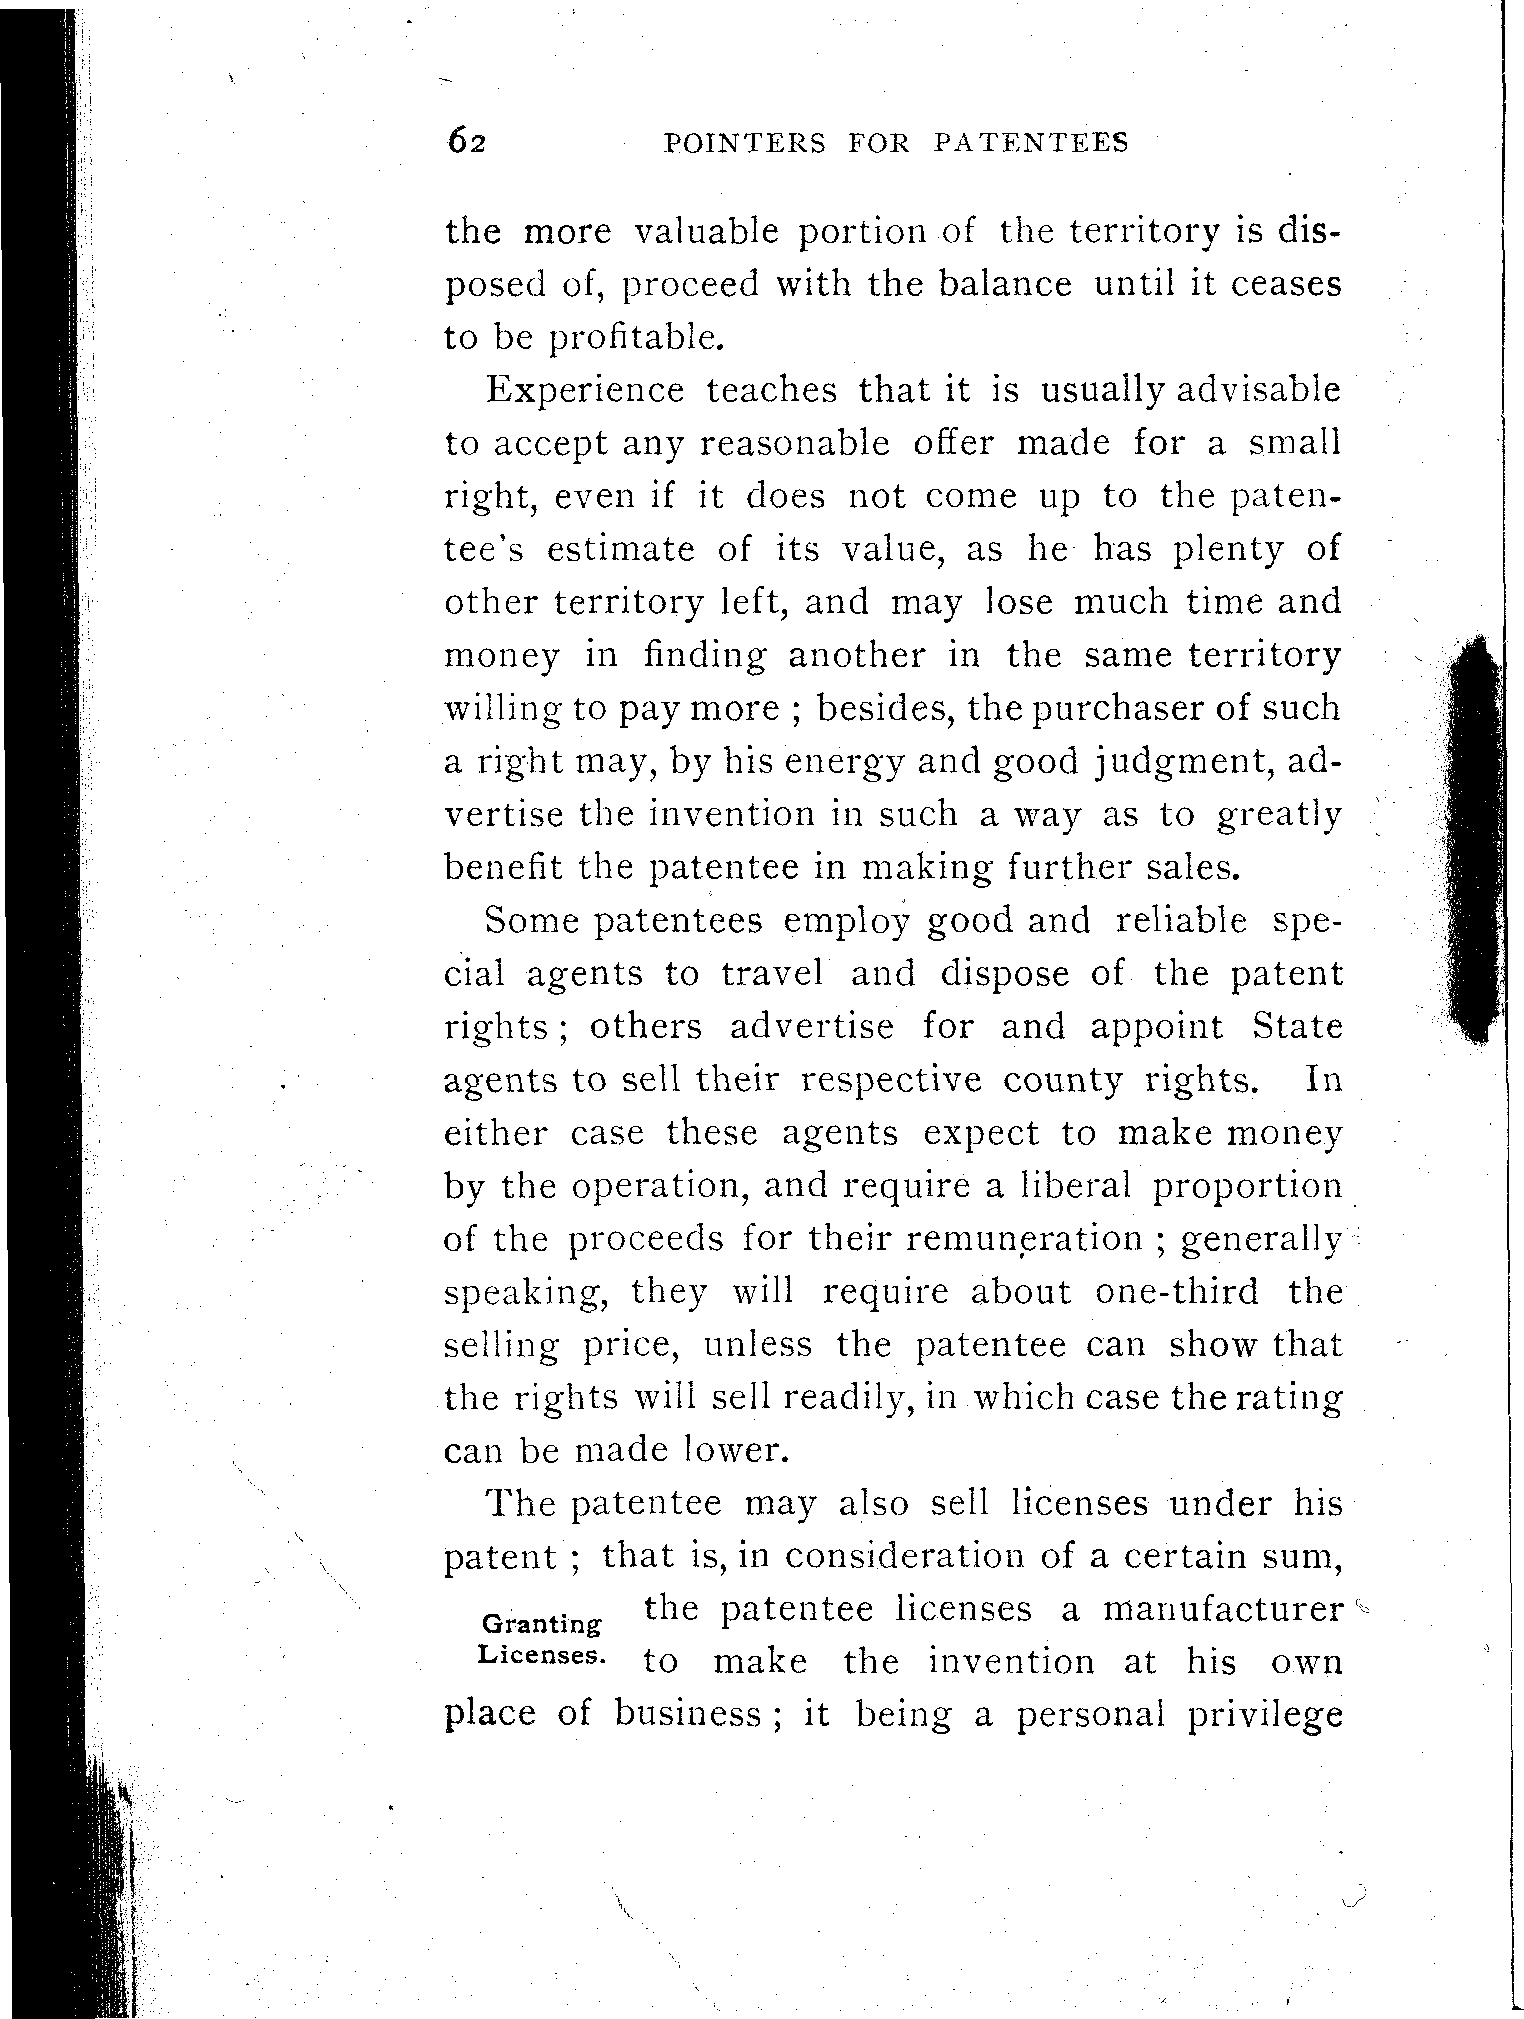 62 POINTERS FOR PATENTEES
the more valuable portion of the territory is dis-
posed of, proceed with the balance until it ceases
to be profitable.
Experience teaches that it is usually advisable
to accept any reasonable offer made for a small
right, even if it does not come up to the paten-
tee's estimate of its value, as he has plenty of
other territory left, and may lose much time and
money in finding another in the same territory
willing to pay more ; besides, the purchaser of such
a right may, by his energy and good judgment, ad-
vertise the invention in such a way as to greatly
benefit the patentee in making further sales.
Some patentees employ good and reliable spe-
cial agents to travel and dispose of the patent
rights ; others advertise for and appoint State
agents to sell their respective county rights. In
either case these agents expect to make money
by the operation, and require a liberal proportion
of the proceeds for their remuneration ; generally
speaking, they will require about one-third the
selling price, unless the patentee can show that
the rights will sell readily, in which case the rating
can be made lower.
The patentee may also sell licenses under his
patent ; that is, in consideration of a certain sum,
Granting
Licenses.
the patentee licenses a manufacturer
to make the invention at his own
place of business ; it being a personal privilege